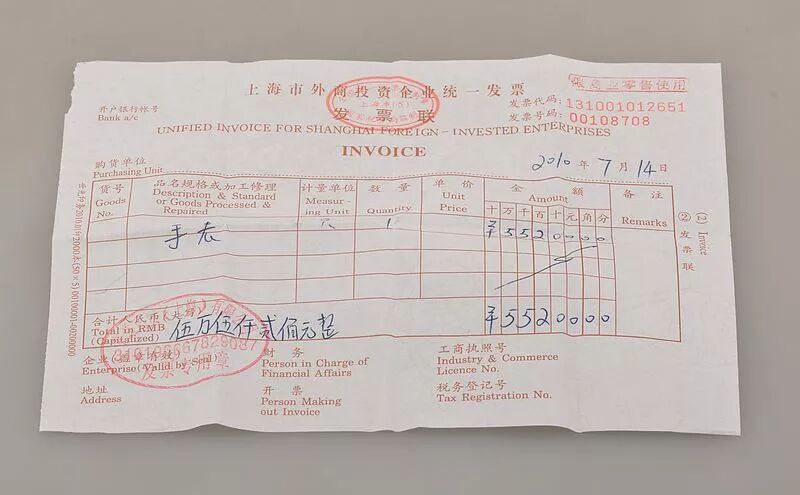 限商业零售使用
上海市外商投资企业统一发票
发票联
发票代码: 131001012651
发票号码: 00108708
开户银行帐号
Bank a/c
UNIFIED INVOICE FOR SHANGHAI FOREIGN-INVESTED ENTERPRISES
INVOICE
购货单位
Purchasing Unit
2010 年 7 月 14 日
货号
Goods No.
品名规格或加工修理
Description & Standard
or Goods Processed &
Repaired
计量单位
Measuring Unit
数量
Quantity
单价
Unit Price
金额
Amount
十万千百十元角分
备注
Remarks
手表 1 ¥5520000
合计人民币(大写)
Total in RMB
(Capitalized)
伍万伍仟贰佰元整 ¥5520000
企业(盖章有效)
Enterprise(Valid by Seal)
财务
Person in Charge of
Financial Affairs
工商执照号
Industry & Commerce
Licence No.
地址
Address
开票
Person Making
out Invoice
税务登记号
Tax Registration No.
(2) Invoice
② 发票联
发票专用章